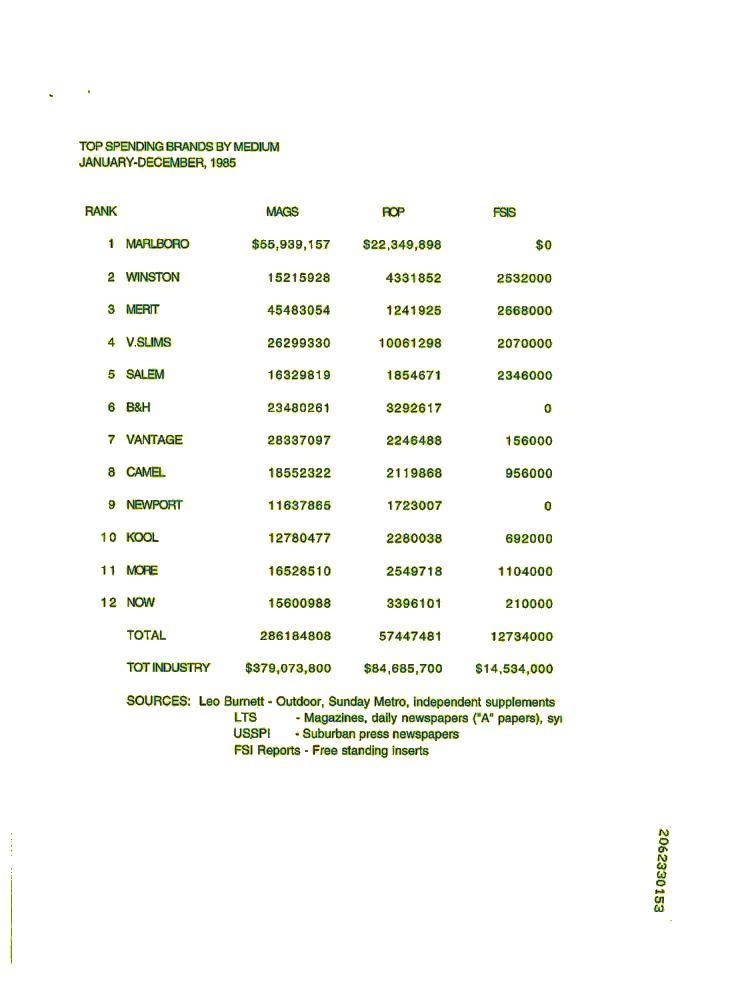 TOP SPENDING BRANDS BY MEDIUM
JANUARY-DECEMBER, 1985
RANK MAGS ROP FSIS
1 MARLBORO $55,939,157 $22,349,898 $0
2 WINSTON 15215928 4331852 2532000
3 MERIT 45483054 1241925 2668000
4 V.SLIMS 26299330 10061298 2070000
5 SALEM 16329819 1854671 2346000
6 B&H 23480261 3292617 0
7 VANTAGE 28337097 2246488 156000
8 CAMEL 18552322 2119868 956000
9 NEWPORT 11637865 1723007 0
10 KOOL 12780477 2280038 692000
11 MORE 16528510 2549718 1104000
12 NOW 15600988 3396101 210000
TOTAL 286184808 57447481 12734000
TOT INDUSTRY $379,073,800 $84,685,700 $14,534,000
SOURCES: Leo Burnett - Outdoor, Sunday Metro, independent supplements
LTS - Magazines, daily newspapers ("A" papers), syi
USSPI - Suburban press newspapers
FSI Reports - Free standing inserts
2062330153